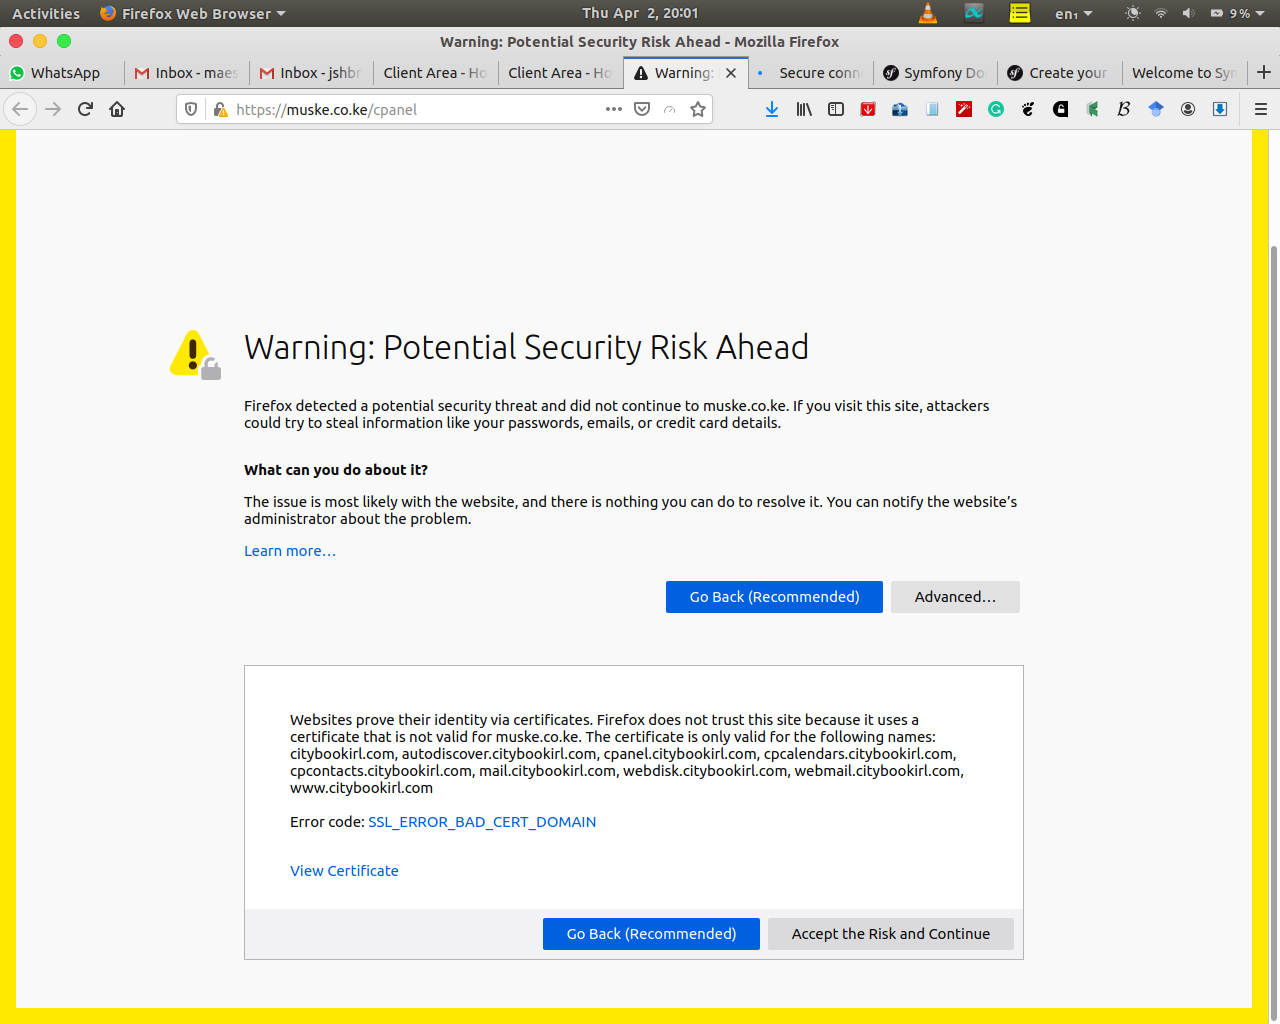 Activities Firefox Web Browser Thu Apr 2, 20:01 en₁ 9 %
Warning: Potential Security Risk Ahead - Mozilla Firefox
WhatsApp Inbox - maes Inbox - jshbr Client Area - Ho Client Area - Ho Warning: Secure conn Symfony Do Create your Welcome to Sym
https://muske.co.ke/cpanel
Warning: Potential Security Risk Ahead
Firefox detected a potential security threat and did not continue to muske.co.ke. If you visit this site, attackers
could try to steal information like your passwords, emails, or credit card details.
What can you do about it?
The issue is most likely with the website, and there is nothing you can do to resolve it. You can notify the website’s
administrator about the problem.
Learn more…
Go Back (Recommended) Advanced…
Websites prove their identity via certificates. Firefox does not trust this site because it uses a
certificate that is not valid for muske.co.ke. The certificate is only valid for the following names:
citybookirl.com, autodiscover.citybookirl.com, cpanel.citybookirl.com, cpcalendars.citybookirl.com,
cpcontacts.citybookirl.com, mail.citybookirl.com, webdisk.citybookirl.com, webmail.citybookirl.com,
www.citybookirl.com
Error code: SSL_ERROR_BAD_CERT_DOMAIN
View Certificate
Go Back (Recommended) Accept the Risk and Continue